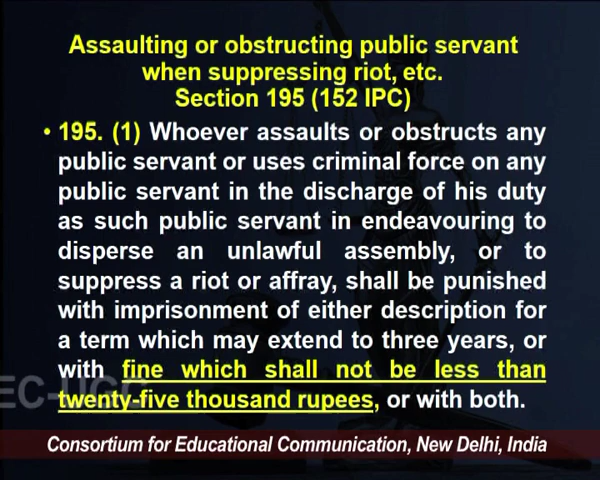 Assaulting or obstructing public servant
when suppressing riot, etc.
Section 195 (152 IPC)
• 195. (1) Whoever assaults or obstructs any
public servant or uses criminal force on any
public servant in the discharge of his duty
as such public servant in endeavouring to
disperse an unlawful assembly, or to
suppress a riot or affray, shall be punished
with imprisonment of either description for
a term which may extend to three years, or
with fine which shall not be less than
twenty-five thousand rupees, or with both.
EC-UGC
Consortium for Educational Communication, New Delhi, India